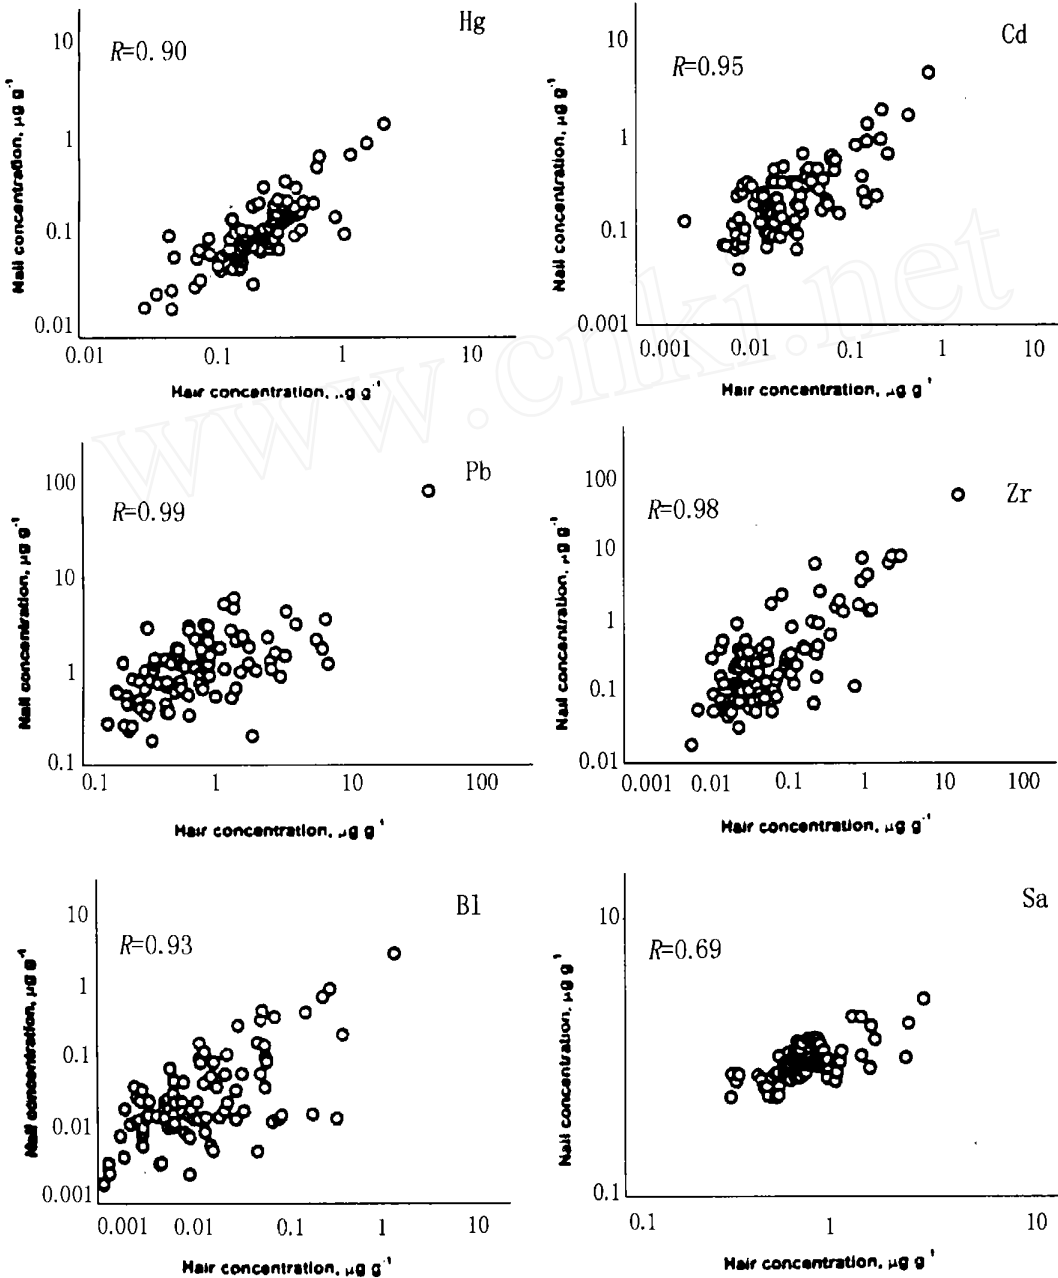 Hg
R=0.90
10
1
0.1
0.01
0.01 0.1 1 10
Nail concentration, μg g⁻¹
Hair concentration, μg g⁻¹
Cd
R=0.95
10
1
0.1
0.001
0.001 0.01 0.1 1 10
Nail concentration, μg g⁻¹
Hair concentration, μg g⁻¹
Pb
R=0.99
100
10
1
0.1
0.1 1 10 100
Nail concentration, μg g⁻¹
Hair concentration, μg g⁻¹
Zr
R=0.98
100
10
1
0.1
0.01
0.001 0.01 0.1 1 10 100
Nail concentration, μg g⁻¹
Hair concentration, μg g⁻¹
Bl
R=0.93
10
1
0.1
0.01
0.001
0.001 0.01 0.1 1 10
Nail concentration, μg g⁻¹
Hair concentration, μg g⁻¹
Sa
R=0.69
10
0.1
0.1 1 10
Nail concentration, μg g⁻¹
Hair concentration, μg g⁻¹
www.cnki.net